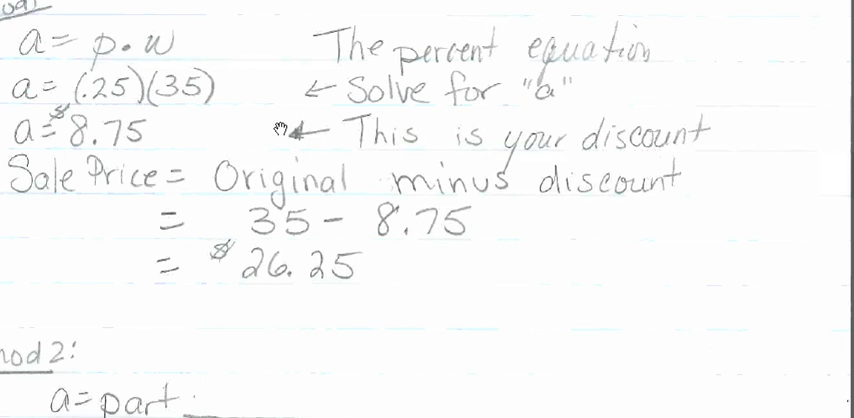 a = p • w The percent equation
a = (.25)(35) ← Solve for "a"
a = $8.75 ← This is your discount
Sale Price = Original minus discount
= 35 - 8.75
= $26.25
hod 2:
a = part